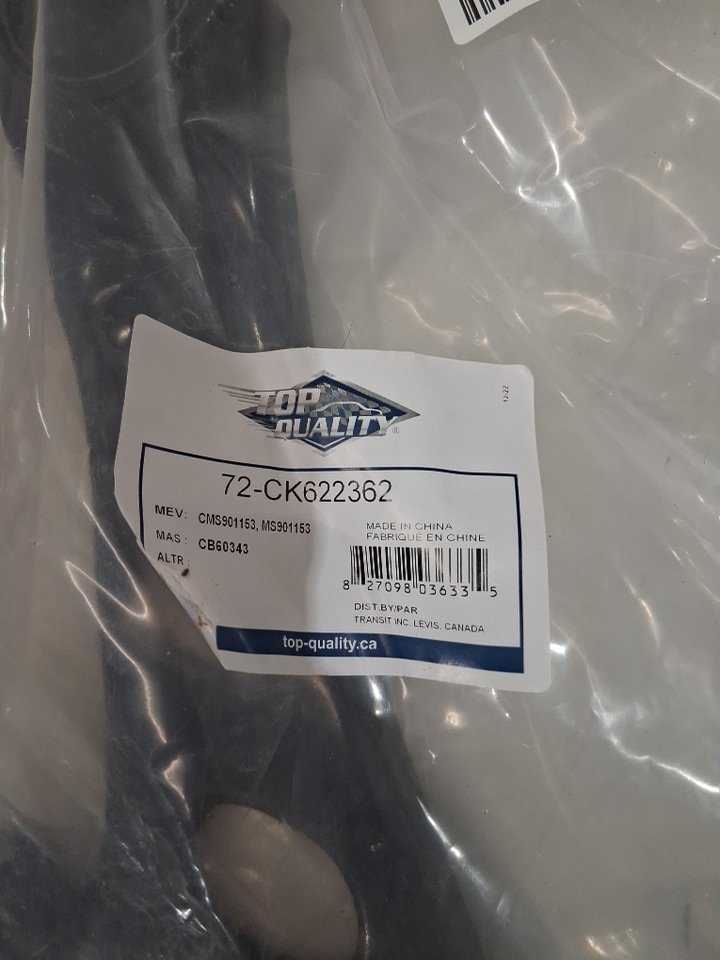 TOP
QUALITY®
12-22
72-CK622362
MEV: CMS901153, MS901153
MAS : CB60343
ALTR :
MADE IN CHINA
FABRIQUÉ EN CHINE
8 27098 03633 5
DIST.BY/PAR
TRANSIT INC. LEVIS, CANADA
top-quality.ca